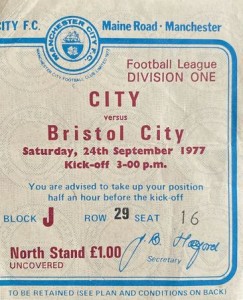 CITY F.C. Maine Road · Manchester
MANCHESTER CITY F.C.
Football League
DIVISION ONE
CITY
versus
Bristol City
Saturday, 24th September 1977
Kick-off 3-00 p.m.
You are advised to take up your position
half an hour before the kick-off
BLOCK J ROW 29 SEAT 16
North Stand £1.00
UNCOVERED
Secretary
TO BE RETAINED (SEE PLAN AND CONDITIONS ON BACK)